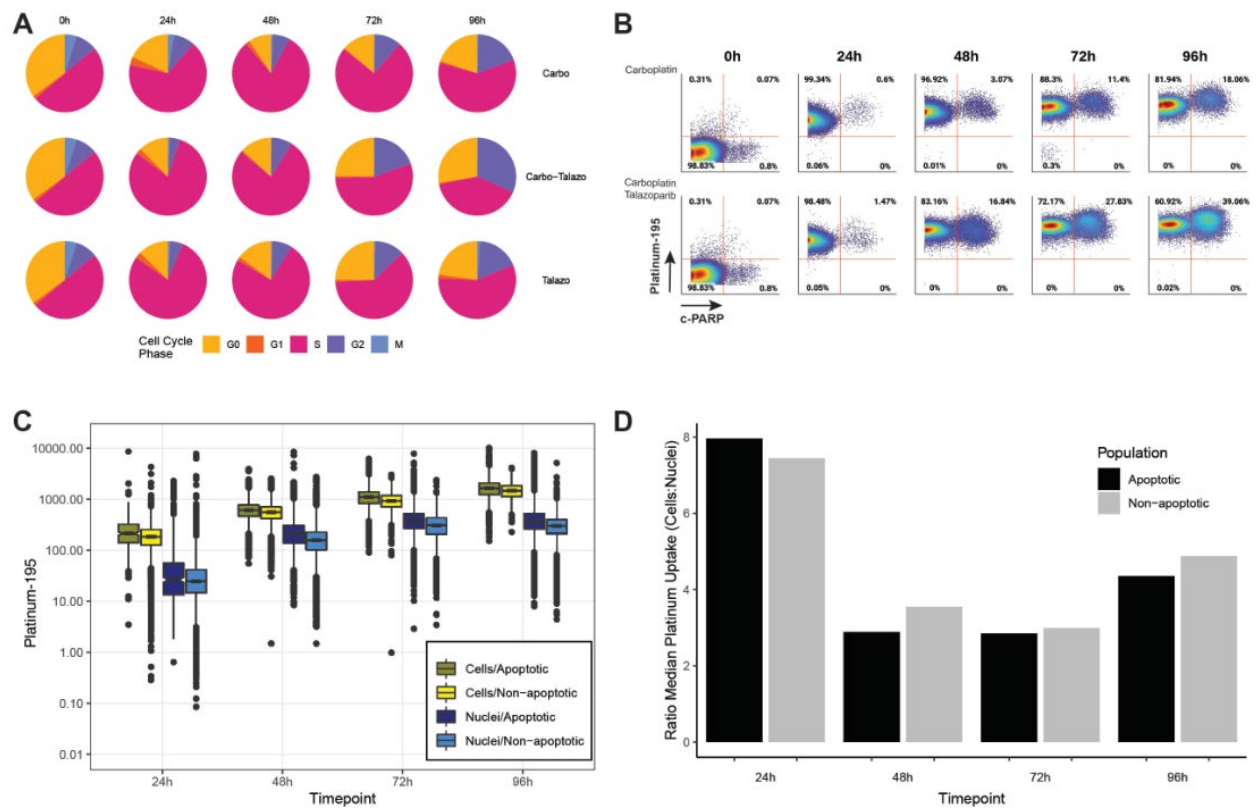 A
0h 24h 48h 72h 96h
Carbo
Carbo-Talazo
Talazo
Cell Cycle
Phase
G0 G1 S G2 M
B
0h 24h 48h 72h 96h
Carboplatin
0.31% 0.07% 99.34% 0.6% 96.92% 3.07% 88.3% 11.4% 81.94% 18.06%
98.83% 0.8% 0.06% 0% 0.01% 0% 0.3% 0% 0% 0%
Carboplatin
Talazoparib
0.31% 0.07% 98.48% 1.47% 83.16% 16.84% 72.17% 27.83% 60.92% 39.06%
98.83% 0.8% 0.05% 0% 0% 0% 0% 0% 0.02% 0%
Platinum-195
c-PARP
C
Platinum-195
10000.00
1000.00
100.00
10.00
1.00
0.10
0.01
Cells/Apoptotic
Cells/Non-apoptotic
Nuclei/Apoptotic
Nuclei/Non-apoptotic
24h 48h 72h 96h
Timepoint
D
Ratio Median Platinum Uptake (Cells:Nuclei)
8
6
4
2
0
Population
Apoptotic
Non-apoptotic
24h 48h 72h 96h
Timepoint